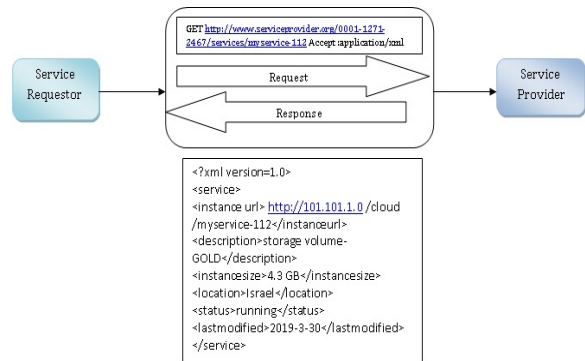 GET http://www.serviceprovider.org/0001-1271-
2467/services/myservice-112 Accept:application/xml
Service
Requestor
Request
Response
Service
Provider
<?xml version=1.0>
<service>
<instance url> http://101.101.1.0 /cloud
/myservice-112</instanceurl>
<description>storage volume-
GOLD</description>
<instancesize>4.3 GB</instancesize>
<location>Israel</location>
<status>running</status>
<lastmodified>2019-3-30</lastmodified>
</service>